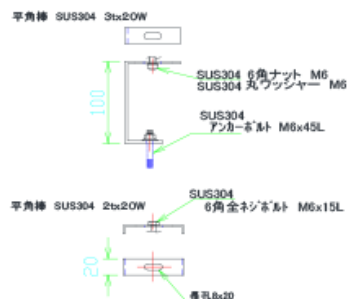 平角棒 SUS304 3tx20W
SUS304 6角ナット M6
SUS304 丸ワッシャー M6
100
SUS304
アンカーボルト M6x45L
SUS304
6角全ネジボルト M6x15L
平角棒 SUS304 2tx20W
20
長孔8x20